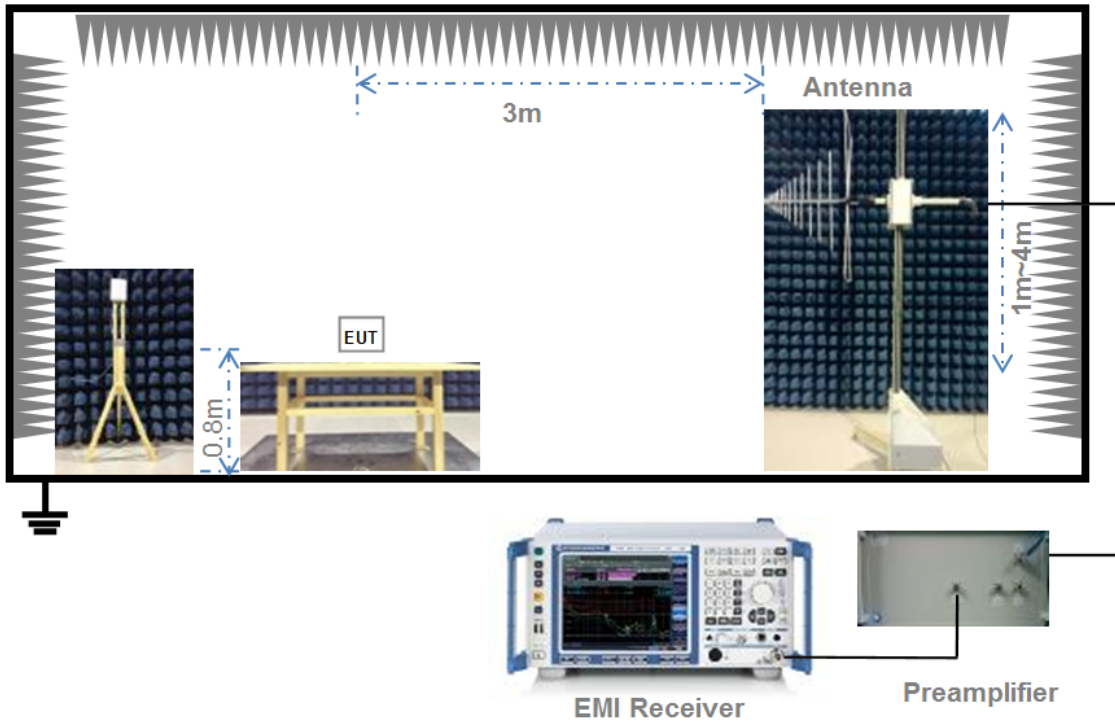 Antenna
3m
1m~4m
EUT
0.8m
EMI Receiver
Preamplifier